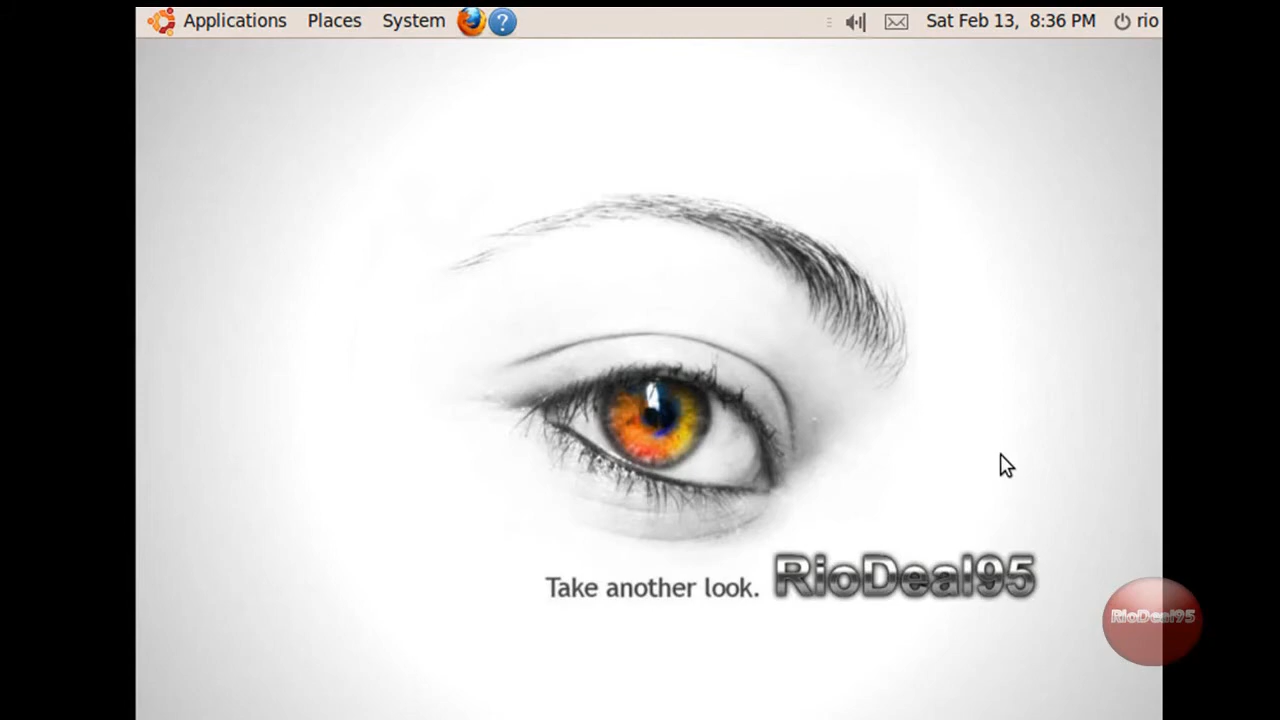 Applications Places System ? Sat Feb 13, 8:36 PM rio
Take another look. RioDeal95
RioDeal95